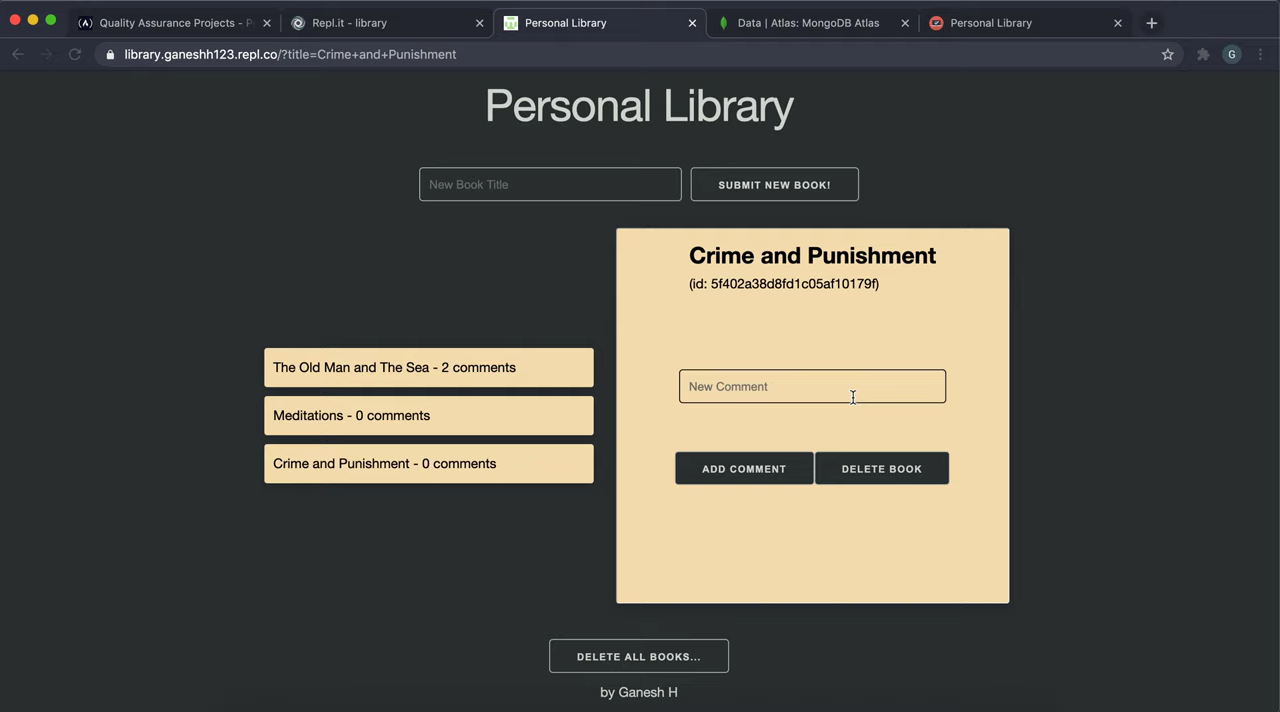 Quality Assurance Projects - P
Repl.it - library
Personal Library
Data | Atlas: MongoDB Atlas
Personal Library
library.ganeshh123.repl.co/?title=Crime+and+Punishment
G
Personal Library
New Book Title
SUBMIT NEW BOOK!
Crime and Punishment
(id: 5f402a38d8fd1c05af10179f)
The Old Man and The Sea - 2 comments
Meditations - 0 comments
Crime and Punishment - 0 comments
New Comment
ADD COMMENT
DELETE BOOK
DELETE ALL BOOKS...
by Ganesh H